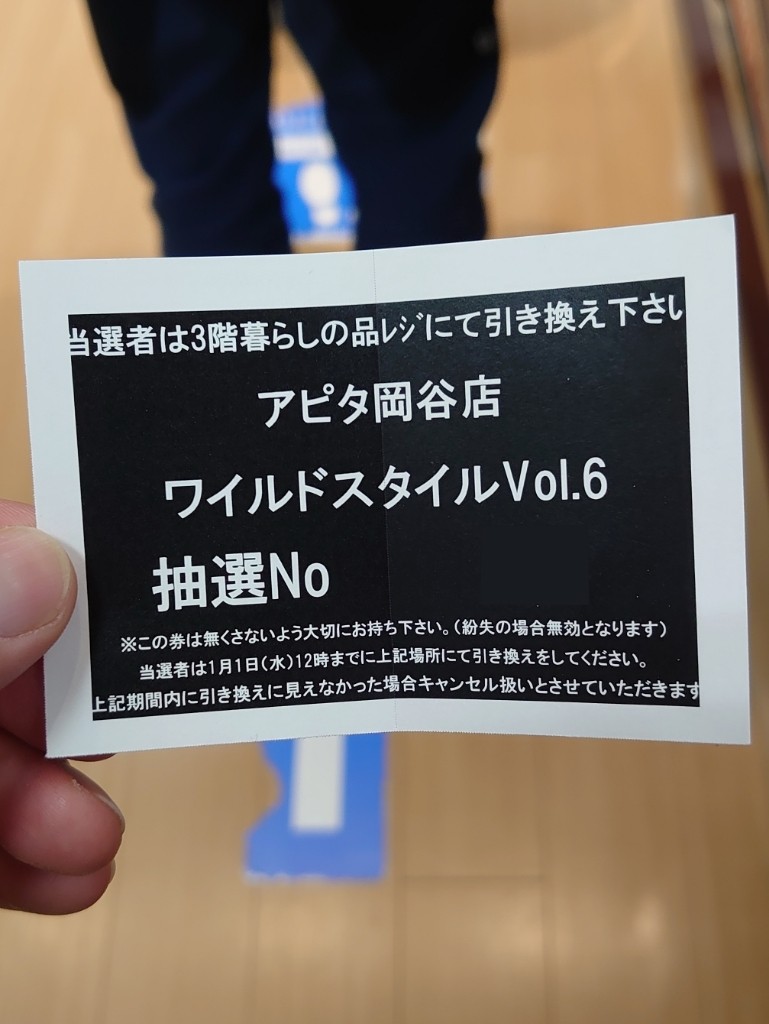 当選者は3階暮らしの品ﾚｼﾞにて引き換え下さい
アピタ岡谷店
ワイルドスタイルVol.6
抽選No
※この券は無くさないよう大切にお持ち下さい。(紛失の場合無効となります)
当選者は1月1日(水)12時までに上記場所にて引き換えをしてください。
上記期間内に引き換えに見えなかった場合キャンセル扱いとさせていただきます